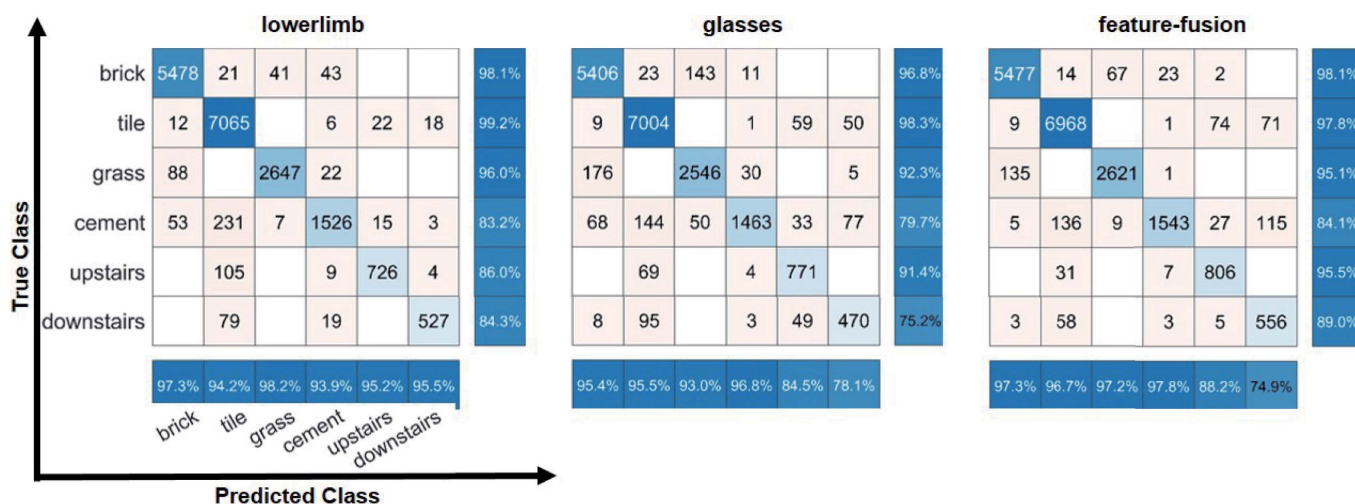 lowerlimb glasses feature-fusion
brick 5478 21 41 43 98.1% 5406 23 143 11 96.8% 5477 14 67 23 2 98.1%
tile 12 7065 6 22 18 99.2% 9 7004 1 59 50 98.3% 9 6968 1 74 71 97.8%
grass 88 2647 22 96.0% 176 2546 30 5 92.3% 135 2621 1 95.1%
cement 53 231 7 1526 15 3 83.2% 68 144 50 1463 33 77 79.7% 5 136 9 1543 27 115 84.1%
upstairs 105 9 726 4 86.0% 69 4 771 91.4% 31 7 806 95.5%
downstairs 79 19 527 84.3% 8 95 3 49 470 75.2% 3 58 3 5 556 89.0%
97.3% 94.2% 98.2% 93.9% 95.2% 95.5% 95.4% 95.5% 93.0% 96.8% 84.5% 78.1% 97.3% 96.7% 97.2% 97.8% 88.2% 74.9%
brick tile grass cement upstairs downstairs
True Class
Predicted Class